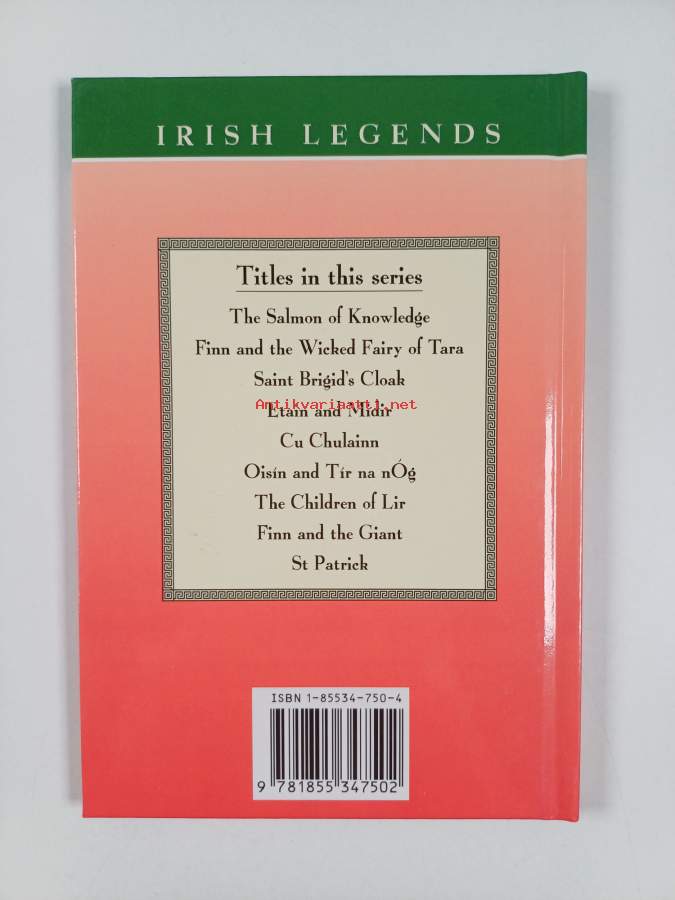 IRISH LEGENDS
Titles in this series
The Salmon of Knowledge
Finn and the Wicked Fairy of Tara
Saint Brigid's Cloak
Antikvariaatti.net
Etain and Midir
Cu Chulainn
Oisín and Tír na nÓg
The Children of Lir
Finn and the Giant
St Patrick
ISBN 1-85534-750-4
9 781855 347502